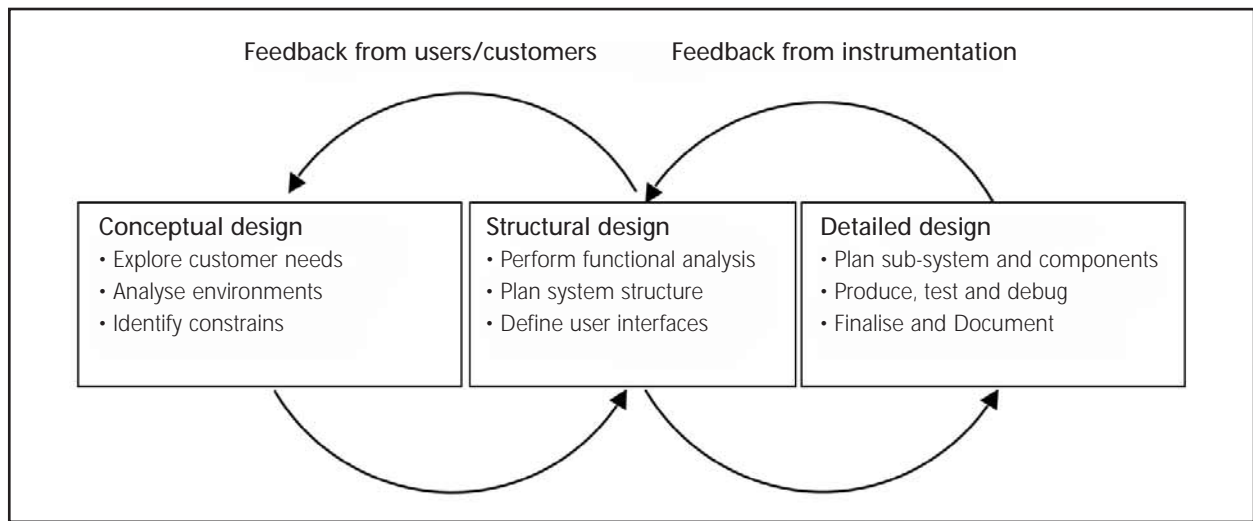 Feedback from users/customers
Feedback from instrumentation
Conceptual design
• Explore customer needs
• Analyse environments
• Identify constrains
Structural design
• Perform functional analysis
• Plan system structure
• Define user interfaces
Detailed design
• Plan sub-system and components
• Produce, test and debug
• Finalise and Document